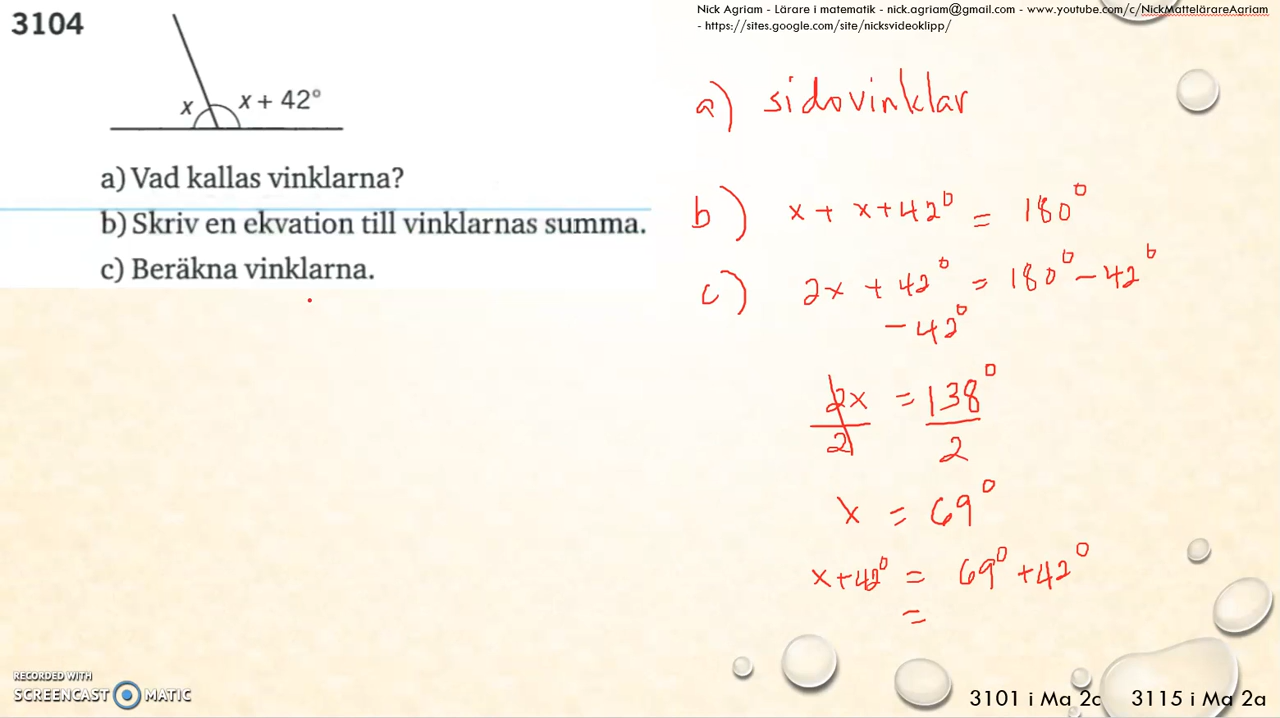 Nick Agriam - Lärare i matematik - nick.agriam@gmail.com - www.youtube.com/c/NickMattelärareAgriam
- https://sites.google.com/site/nicksvideoklipp/
3104
x
x + 42°
a) Vad kallas vinklarna?
b) Skriv en ekvation till vinklarnas summa.
c) Beräkna vinklarna.
a) sidovinklar
b) x + x + 42° = 180°
c) 2x + 42° = 180° - 42°
- 42°
2x = 138°
2 2
x = 69°
x + 42° = 69° + 42°
=
RECORDED WITH
SCREENCAST MATIC
3101 i Ma 2c 3115 i Ma 2a